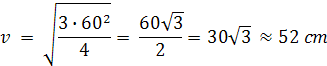 v = √(3·60²/4) = 60√3/2 = 30√3 ≈ 52 cm